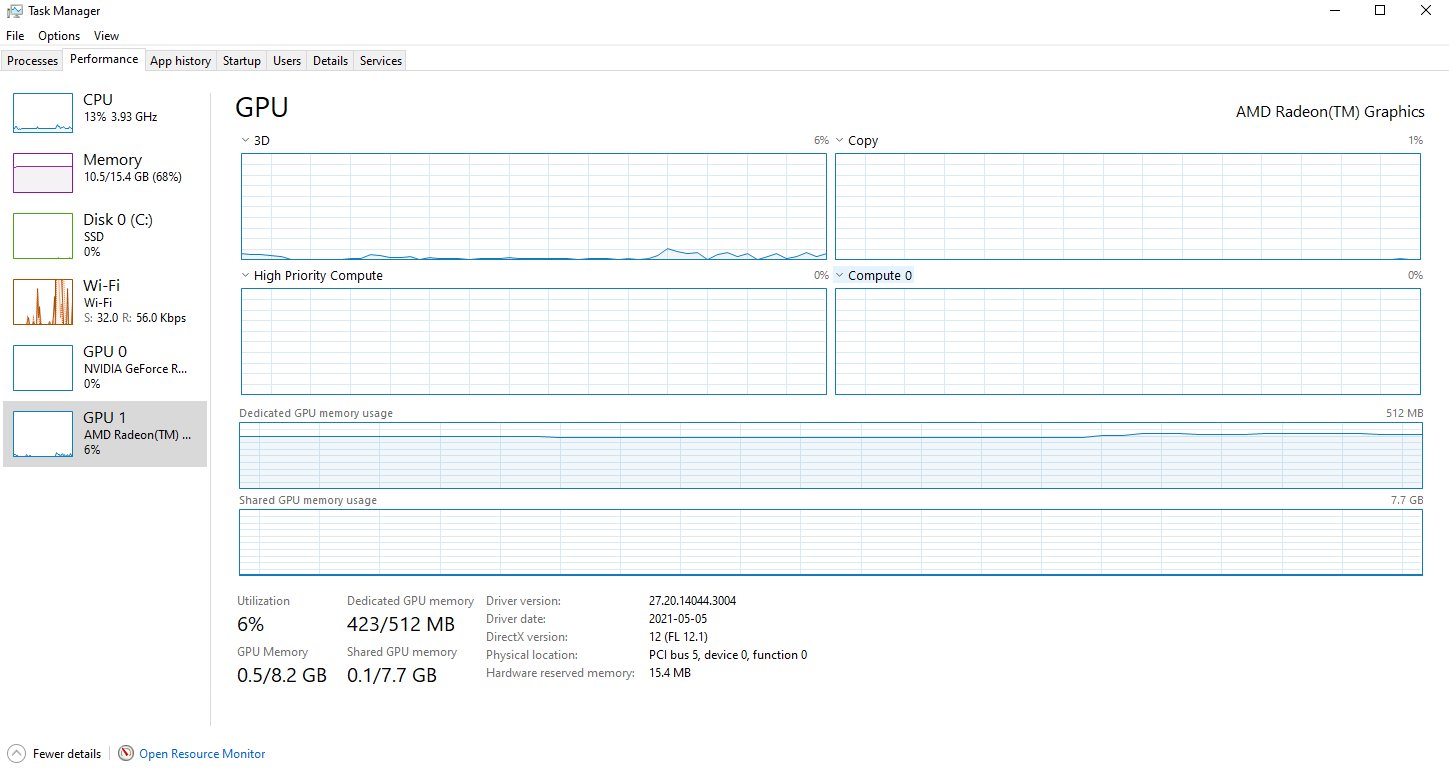 Task Manager
File Options View
Processes Performance App history Startup Users Details Services
CPU
13% 3.93 GHz
Memory
10.5/15.4 GB (68%)
Disk 0 (C:)
SSD
0%
Wi-Fi
Wi-Fi
S: 32.0 R: 56.0 Kbps
GPU 0
NVIDIA GeForce R...
0%
GPU 1
AMD Radeon(TM) ...
6%
GPU AMD Radeon(TM) Graphics
3D 6% Copy 1%
High Priority Compute 0% Compute 0 0%
Dedicated GPU memory usage 512 MB
Shared GPU memory usage 7.7 GB
Utilization Dedicated GPU memory Driver version: 27.20.14044.3004
6% 423/512 MB Driver date: 2021-05-05
DirectX version: 12 (FL 12.1)
GPU Memory Shared GPU memory Physical location: PCI bus 5, device 0, function 0
0.5/8.2 GB 0.1/7.7 GB Hardware reserved memory: 15.4 MB
Fewer details Open Resource Monitor